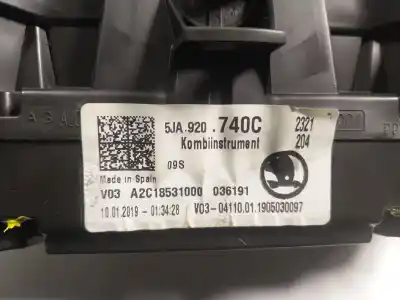 5JA.920 .740C 2321
Kombiinstrument 204
09S
Made in Spain
V03 A2C18531000 036191
10.01.2019 - 01:34:28 V03-04110.01.1905030097